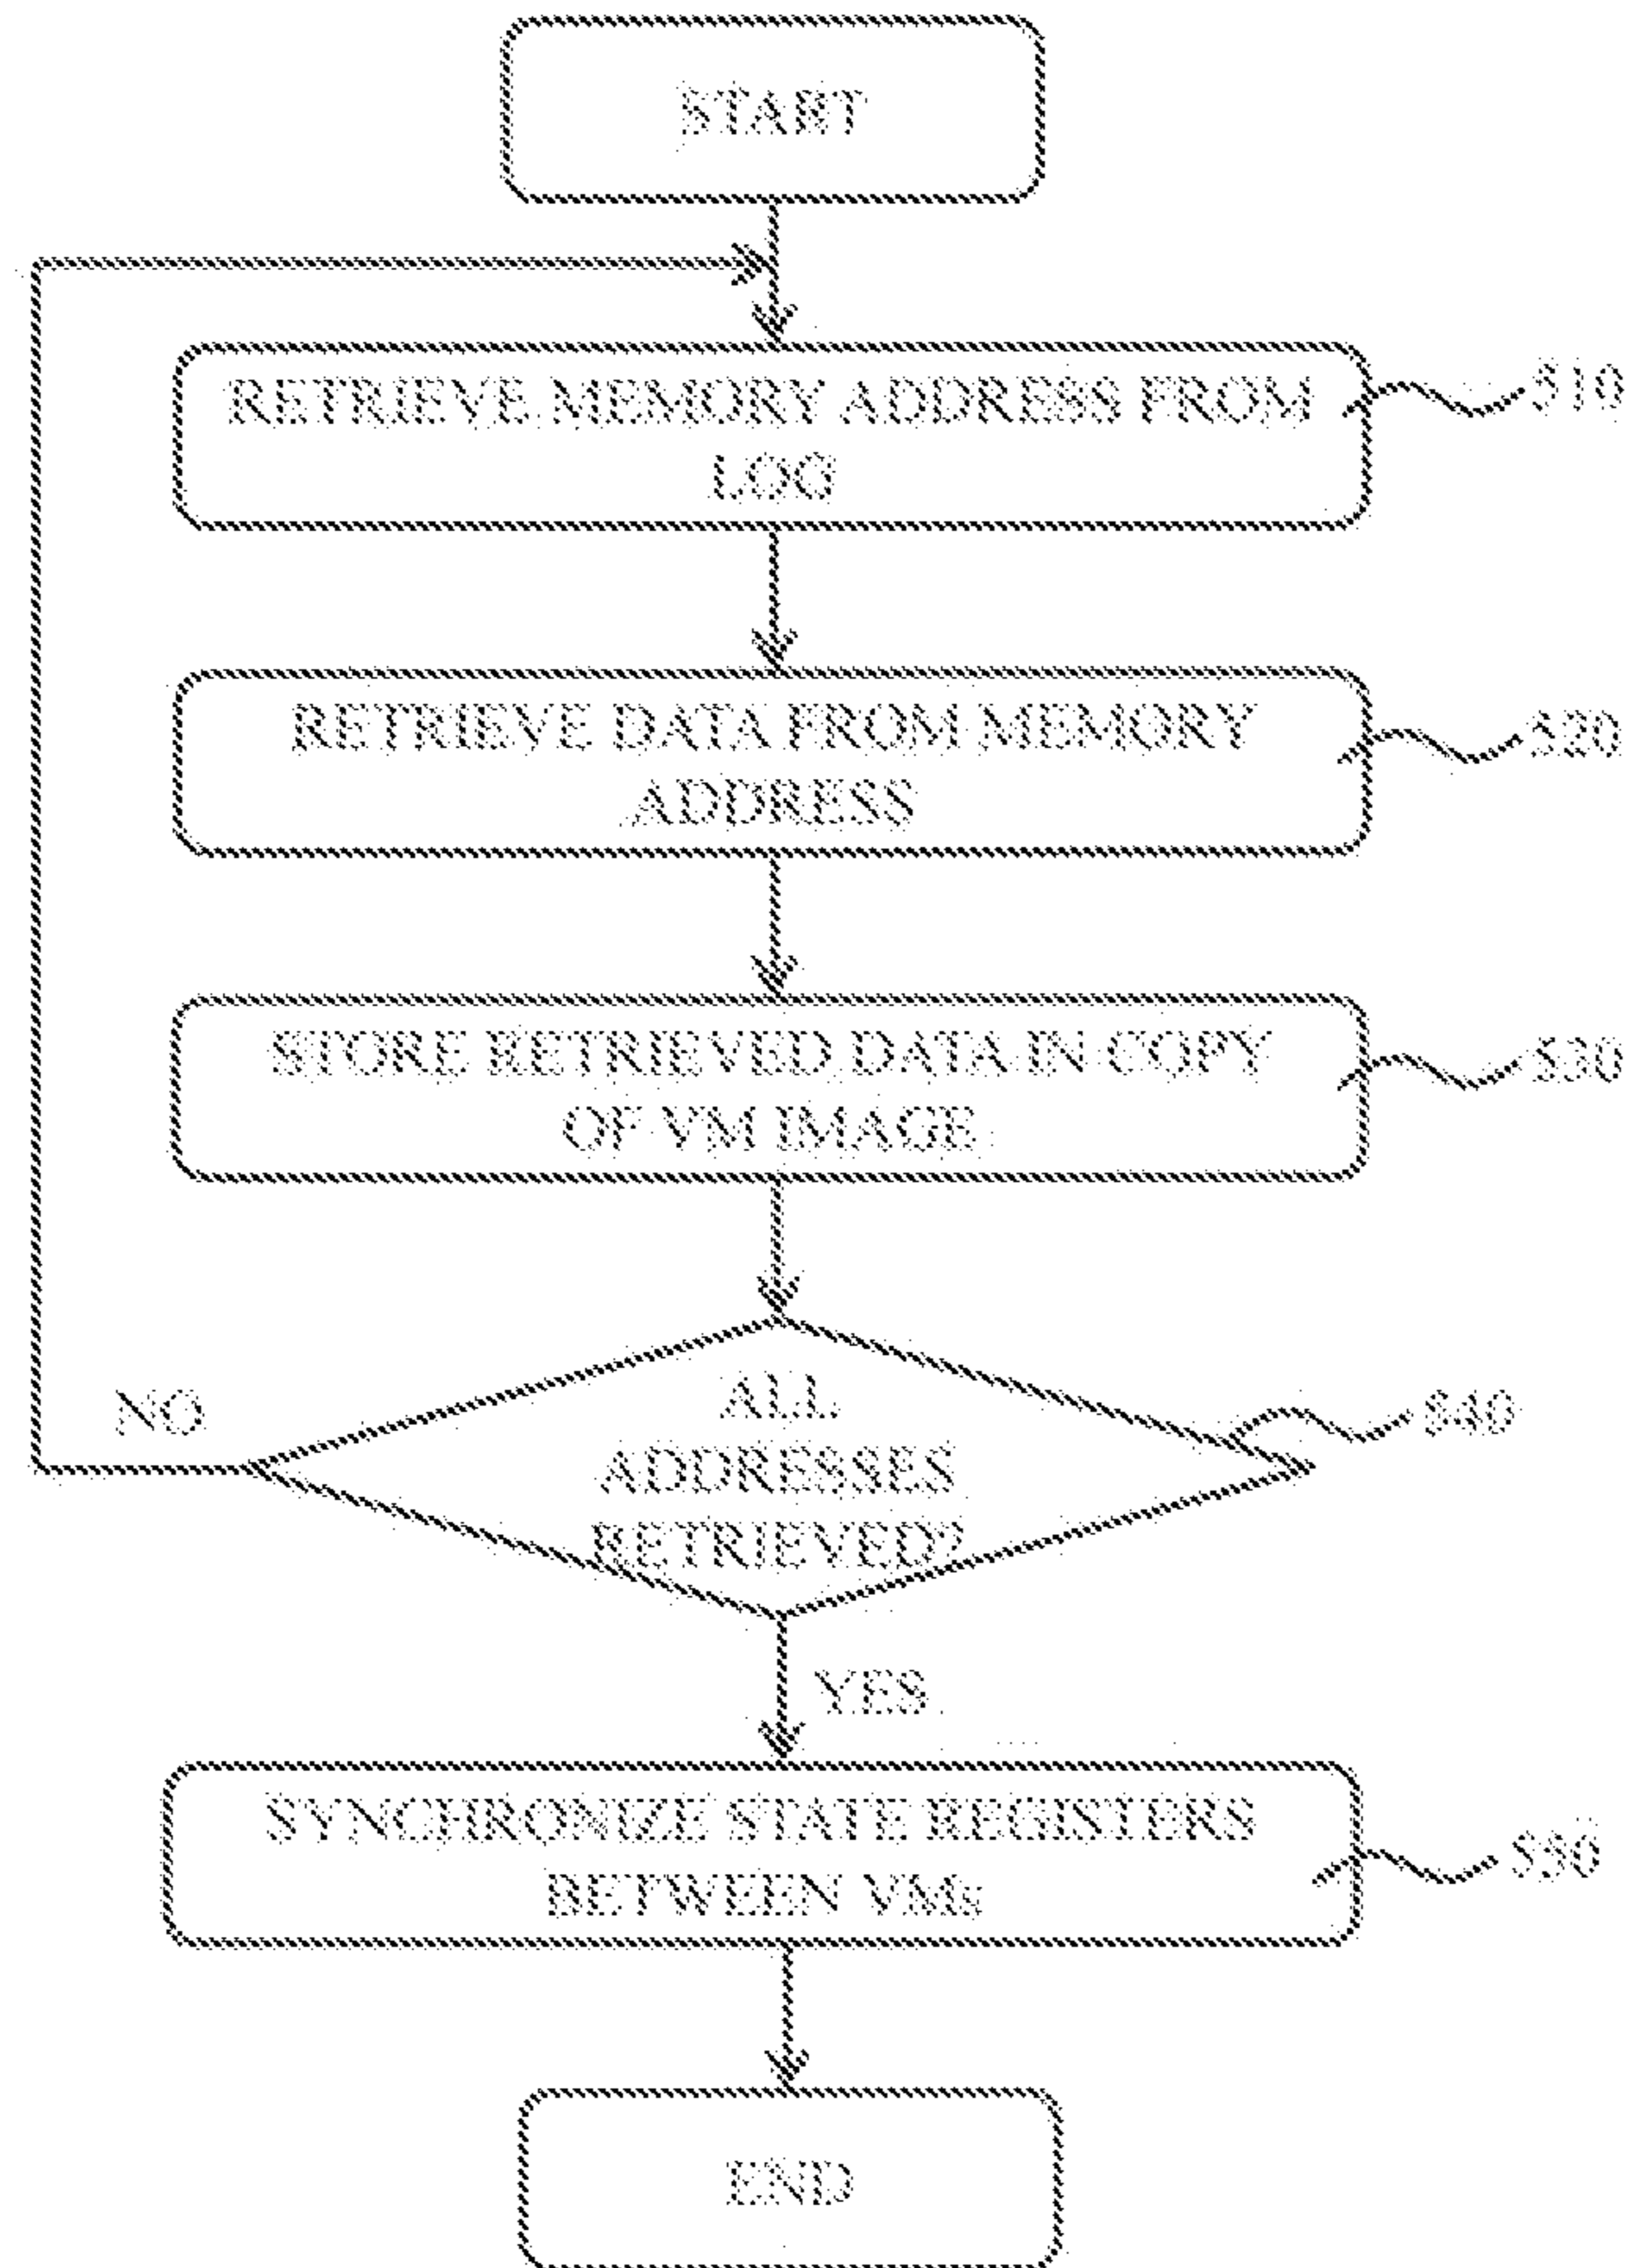 START
RETRIEVE MEMORY ADDRESS FROM
LOG
510
RETRIEVE DATA FROM MEMORY
ADDRESS
520
STORE RETRIEVED DATA IN COPY
OF VM IMAGE
530
ALL
ADDRESSES
RETRIEVED?
540
NO
YES
SYNCHRONIZE STATE REGISTERS
BETWEEN VMs
550
END